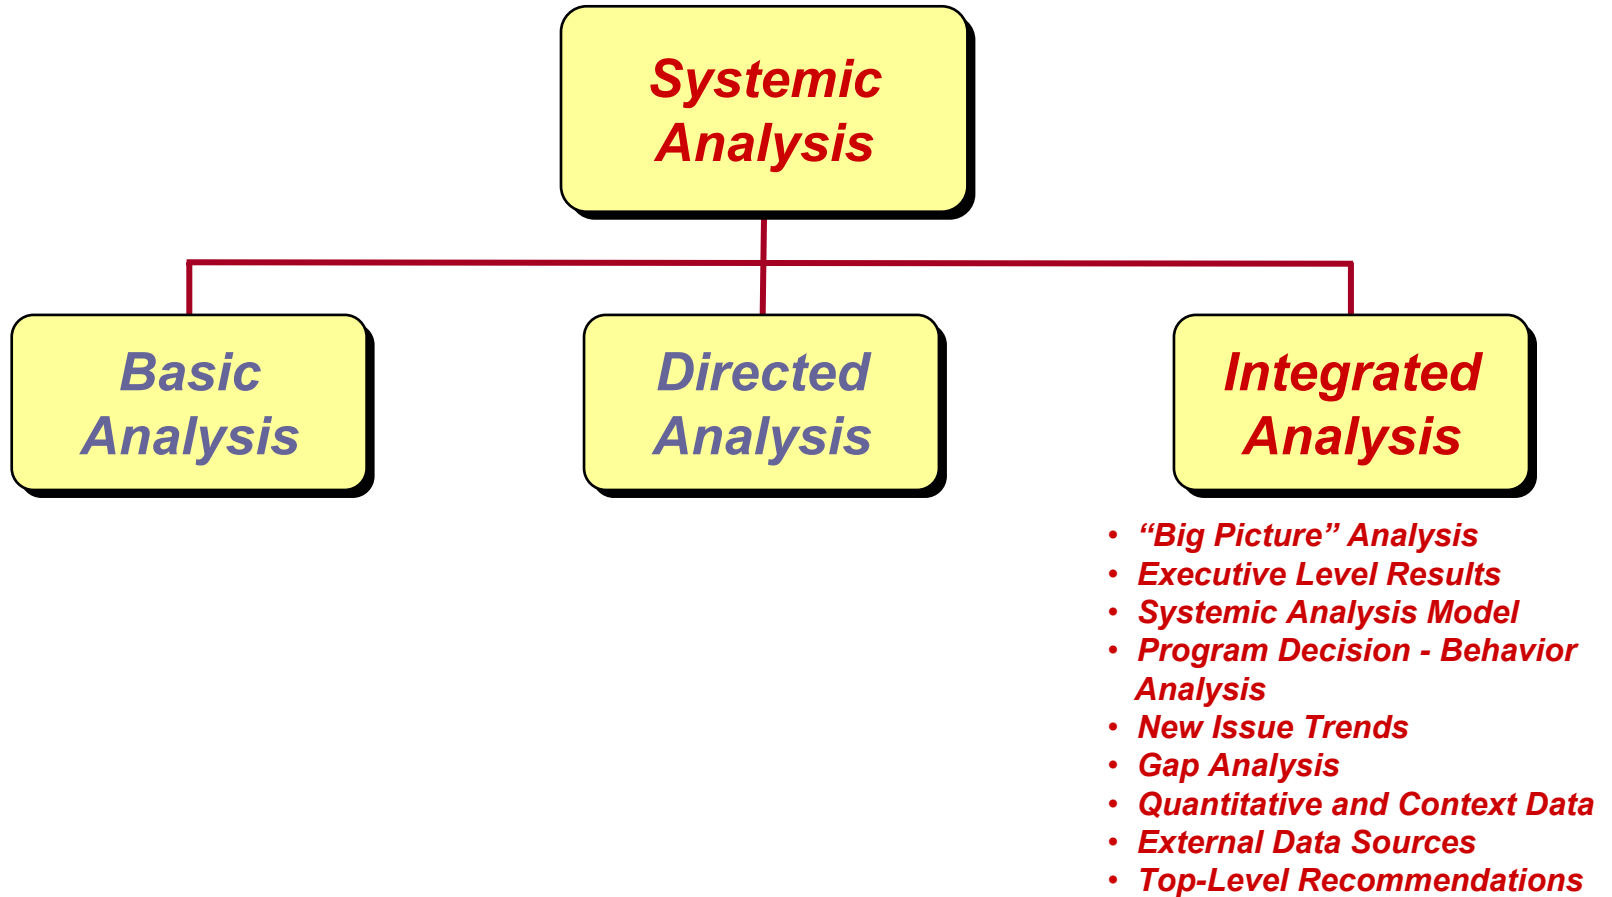 Systemic
Analysis
Basic
Analysis
Directed
Analysis
Integrated
Analysis
• “Big Picture” Analysis
• Executive Level Results
• Systemic Analysis Model
• Program Decision - Behavior
Analysis
• New Issue Trends
• Gap Analysis
• Quantitative and Context Data
• External Data Sources
• Top-Level Recommendations